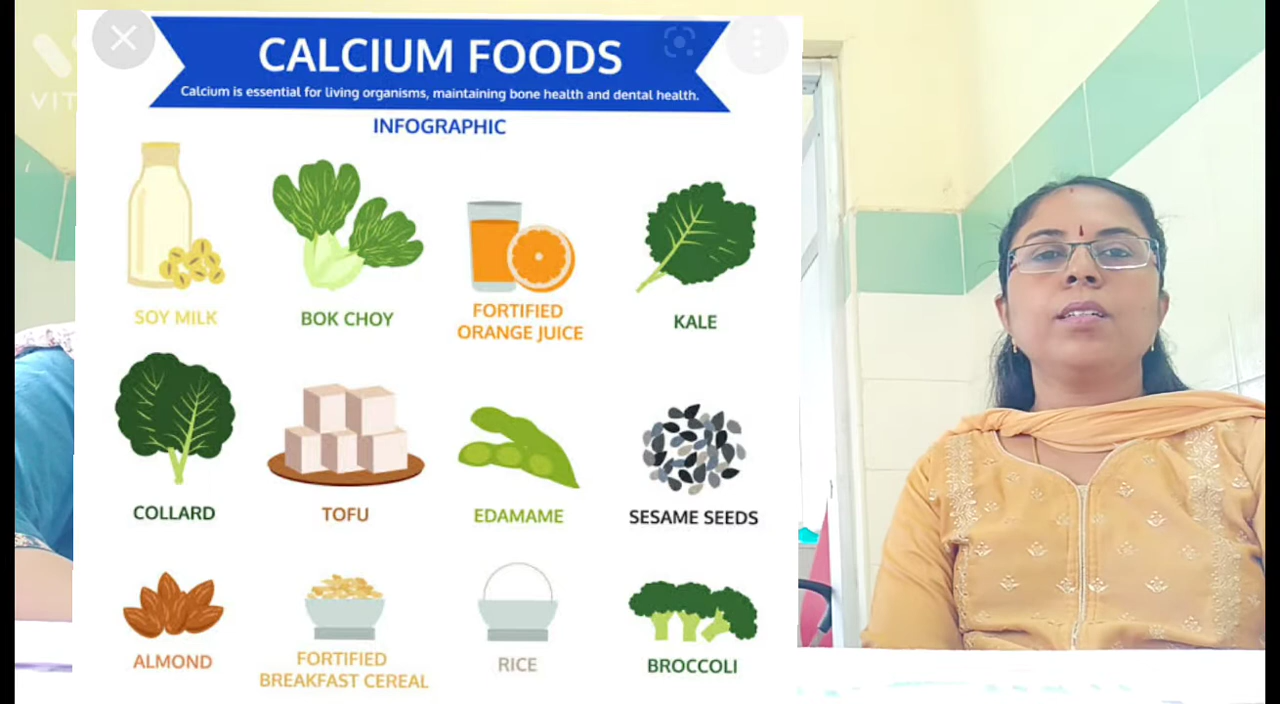 CALCIUM FOODS
Calcium is essential for living organisms, maintaining bone health and dental health.
INFOGRAPHIC
SOY MILK
BOK CHOY
FORTIFIED
ORANGE JUICE
KALE
COLLARD
TOFU
EDAMAME
SESAME SEEDS
ALMOND
FORTIFIED
BREAKFAST CEREAL
RICE
BROCCOLI